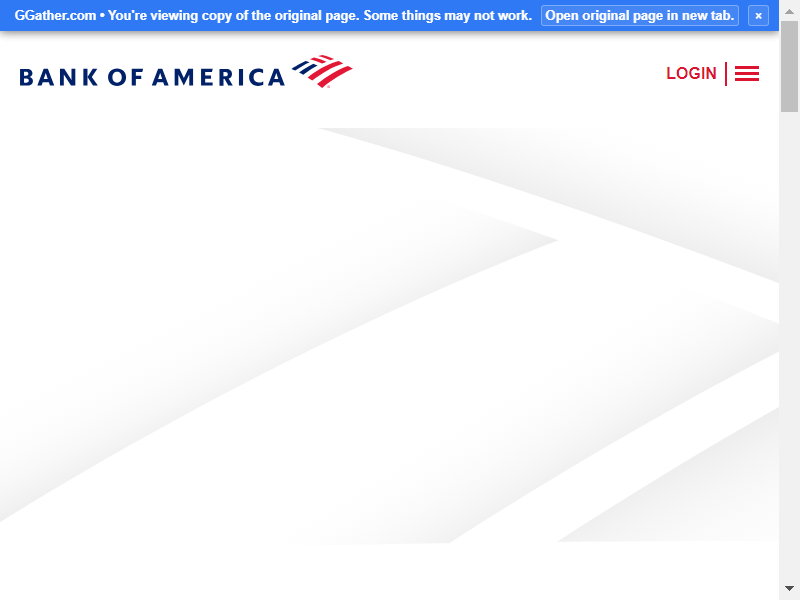 GGather.com • You're viewing copy of the original page. Some things may not work. Open original page in new tab. ×
BANK OF AMERICA
LOGIN